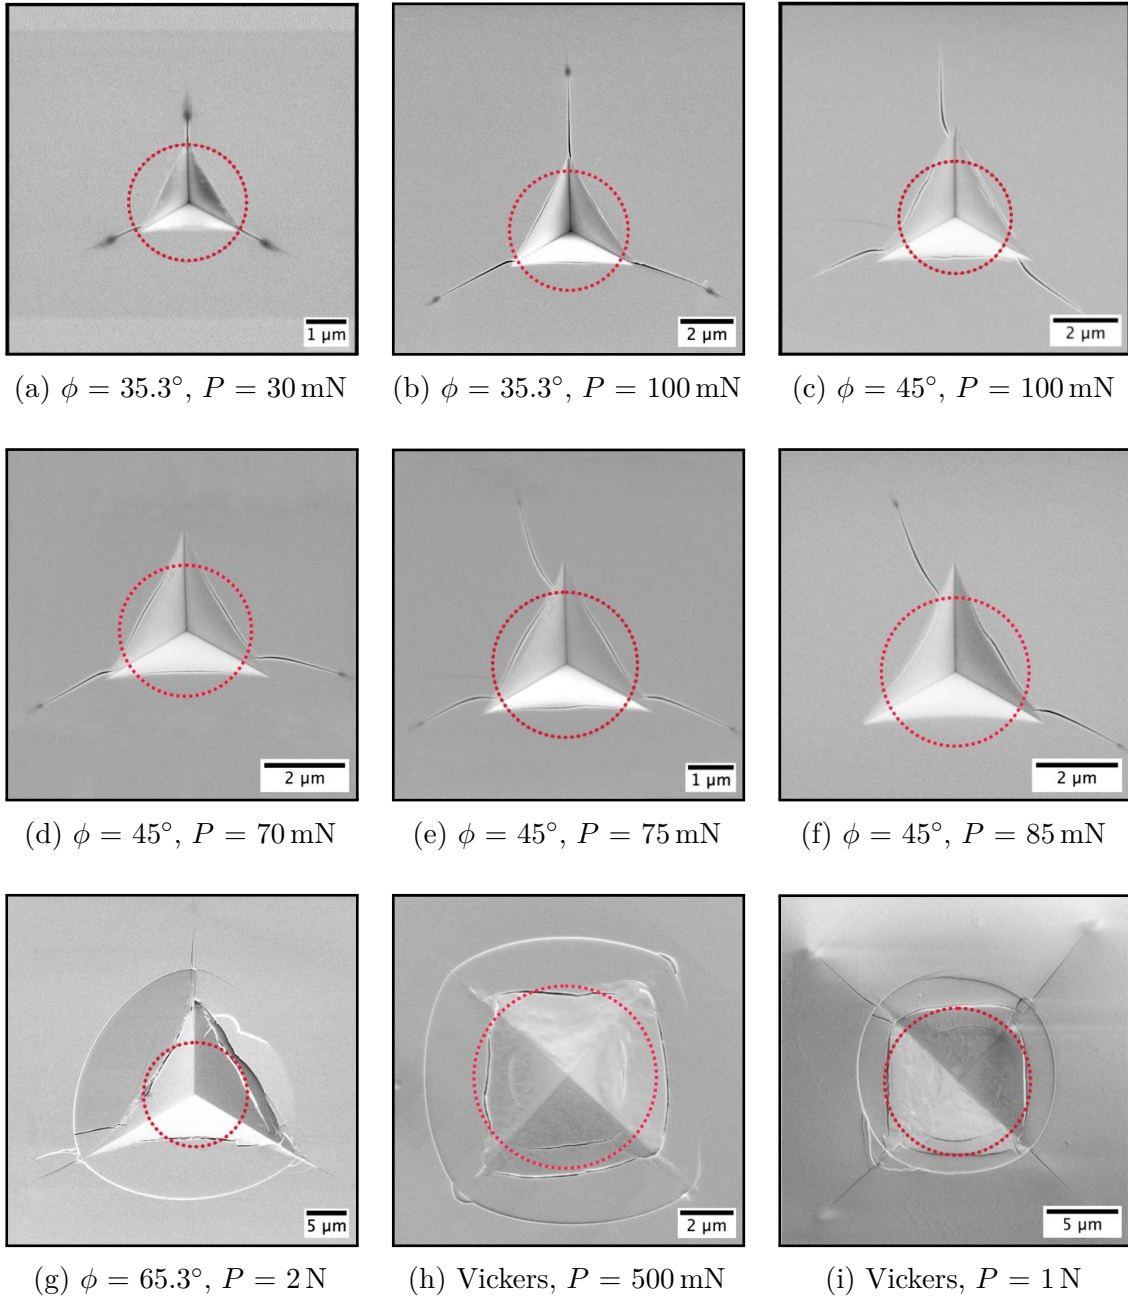 1 µm
2 µm
2 µm
(a) ϕ = 35.3°, P = 30 mN
(b) ϕ = 35.3°, P = 100 mN
(c) ϕ = 45°, P = 100 mN
2 µm
1 µm
2 µm
(d) ϕ = 45°, P = 70 mN
(e) ϕ = 45°, P = 75 mN
(f) ϕ = 45°, P = 85 mN
5 µm
2 µm
5 µm
(g) ϕ = 65.3°, P = 2 N
(h) Vickers, P = 500 mN
(i) Vickers, P = 1 N